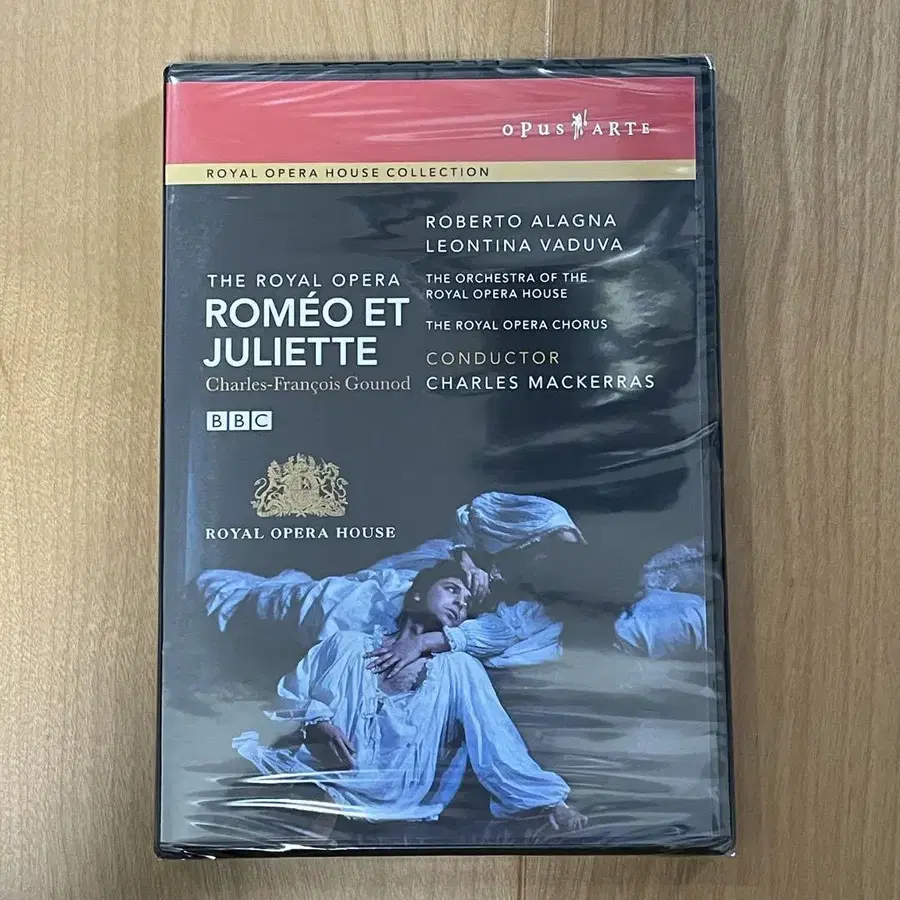 OPUS ARTE
ROYAL OPERA HOUSE COLLECTION
ROBERTO ALAGNA
LEONTINA VADUVA
THE ORCHESTRA OF THE
ROYAL OPERA HOUSE
THE ROYAL OPERA CHORUS
CONDUCTOR
CHARLES MACKERRAS
THE ROYAL OPERA
ROMÉO ET
JULIETTE
Charles-François Gounod
BBC
ROYAL OPERA HOUSE